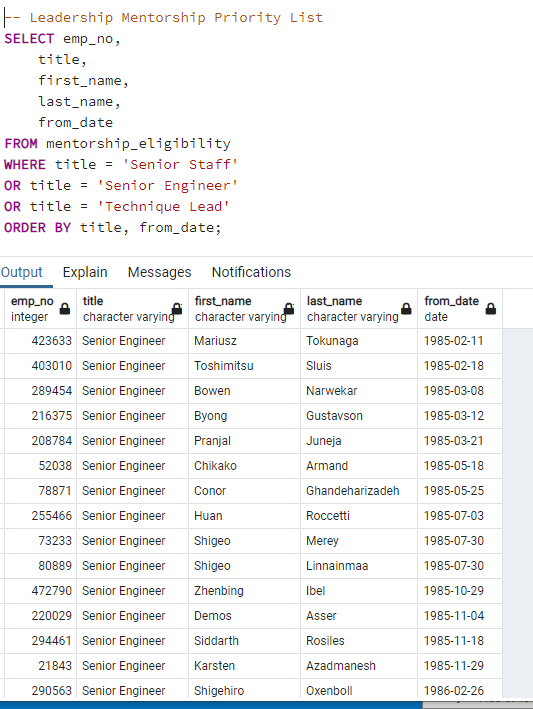 -- Leadership Mentorship Priority List
SELECT emp_no,
title,
first_name,
last_name,
from_date
FROM mentorship_eligibility
WHERE title = 'Senior Staff'
OR title = 'Senior Engineer'
OR title = 'Technique Lead'
ORDER BY title, from_date;
Output Explain Messages Notifications
emp_no title first_name last_name from_date
integer character varying character varying character varying date
423633 Senior Engineer Mariusz Tokunaga 1985-02-11
403010 Senior Engineer Toshimitsu Sluis 1985-02-18
289454 Senior Engineer Bowen Narwekar 1985-03-08
216375 Senior Engineer Byong Gustavson 1985-03-12
208784 Senior Engineer Pranjal Juneja 1985-03-21
52038 Senior Engineer Chikako Armand 1985-05-18
78871 Senior Engineer Conor Ghandeharizadeh 1985-05-25
255466 Senior Engineer Huan Roccetti 1985-07-03
73233 Senior Engineer Shigeo Merey 1985-07-30
80889 Senior Engineer Shigeo Linnainmaa 1985-07-30
472790 Senior Engineer Zhenbing Ibel 1985-10-29
220029 Senior Engineer Demos Asser 1985-11-04
294461 Senior Engineer Siddarth Rosiles 1985-11-18
21843 Senior Engineer Karsten Azadmanesh 1985-11-29
290563 Senior Engineer Shigehiro Oxenboll 1986-02-26